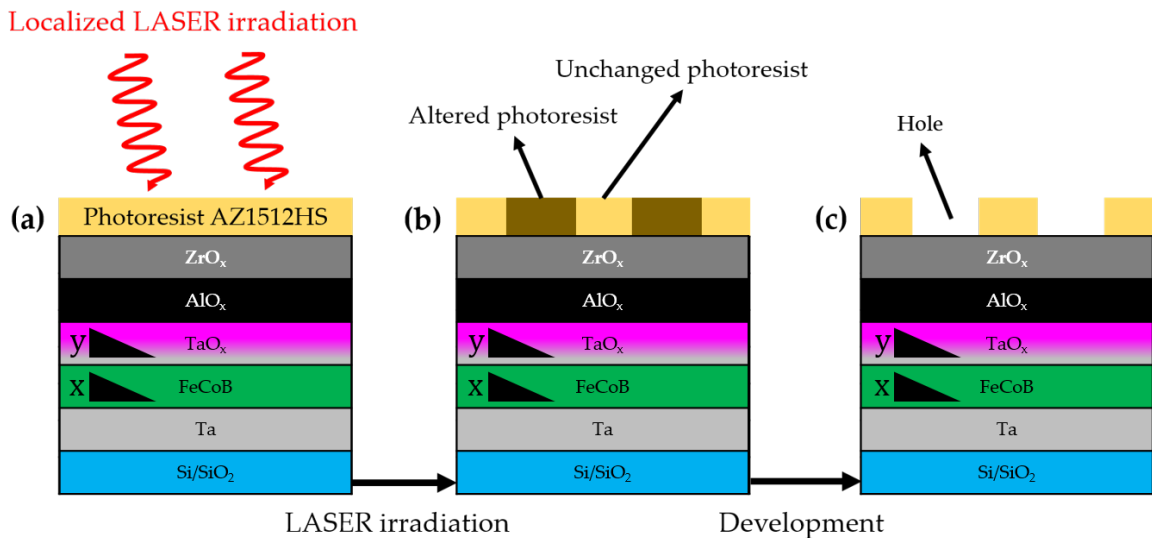 Localized LASER irradiation
Unchanged photoresist
Altered photoresist
Hole
(a)
Photoresist AZ1512HS
ZrOₓ
AlOₓ
y TaOₓ
x FeCoB
Ta
Si/SiO₂
(b)
ZrOₓ
AlOₓ
y TaOₓ
x FeCoB
Ta
Si/SiO₂
(c)
ZrOₓ
AlOₓ
y TaOₓ
x FeCoB
Ta
Si/SiO₂
LASER irradiation
Development